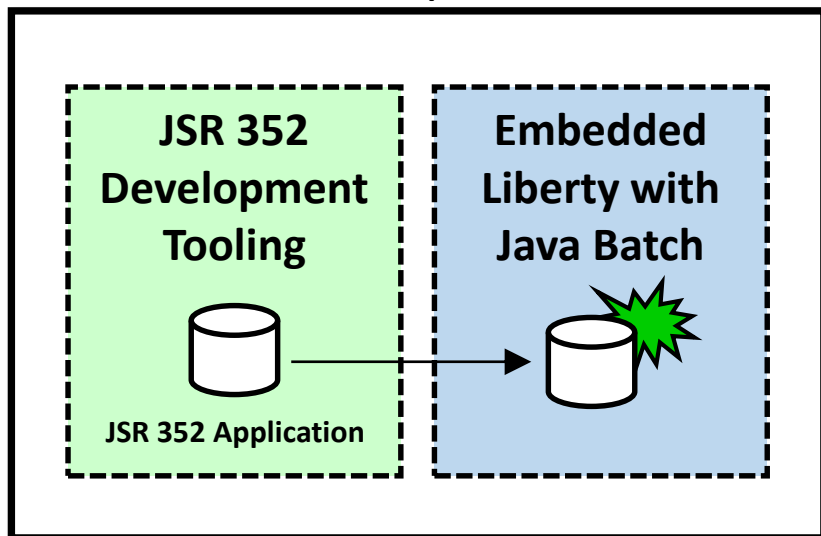 JSR 352
Development
Tooling
JSR 352 Application
Embedded
Liberty with
Java Batch